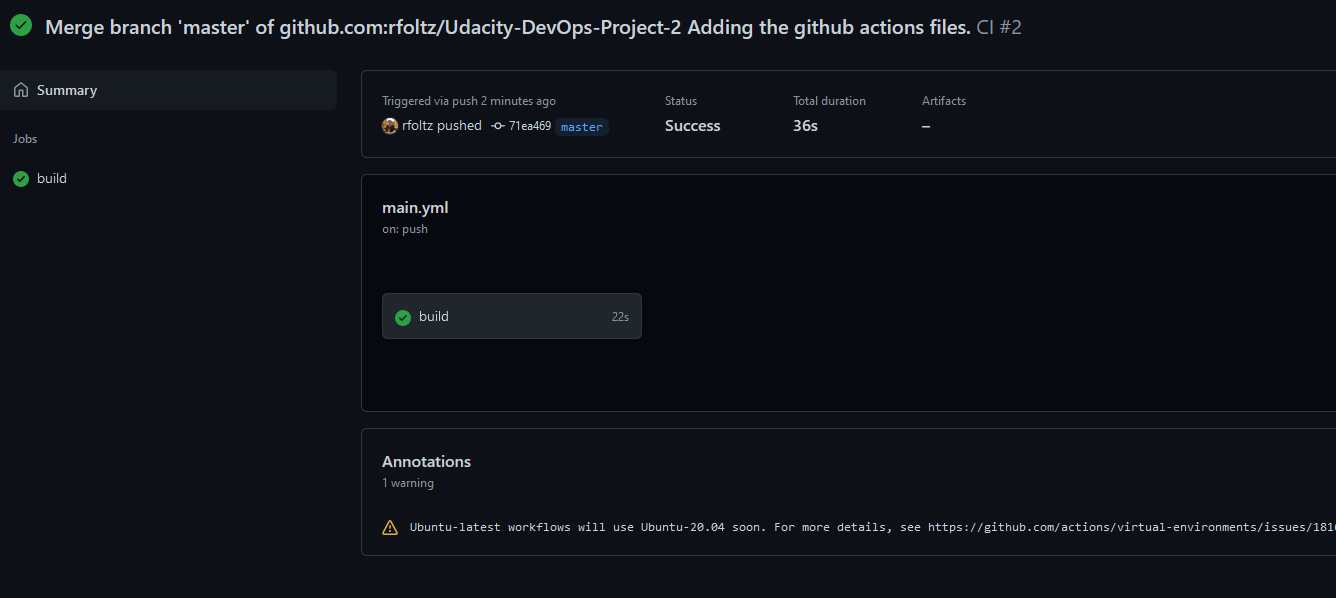 Merge branch 'master' of github.com:rfoltz/Udacity-DevOps-Project-2 Adding the github actions files. CI #2
Summary
Jobs
build
Triggered via push 2 minutes ago
rfoltz pushed 71ea469 master
Status
Success
Total duration
36s
Artifacts
–
main.yml
on: push
build 22s
Annotations
1 warning
Ubuntu-latest workflows will use Ubuntu-20.04 soon. For more details, see https://github.com/actions/virtual-environments/issues/1816